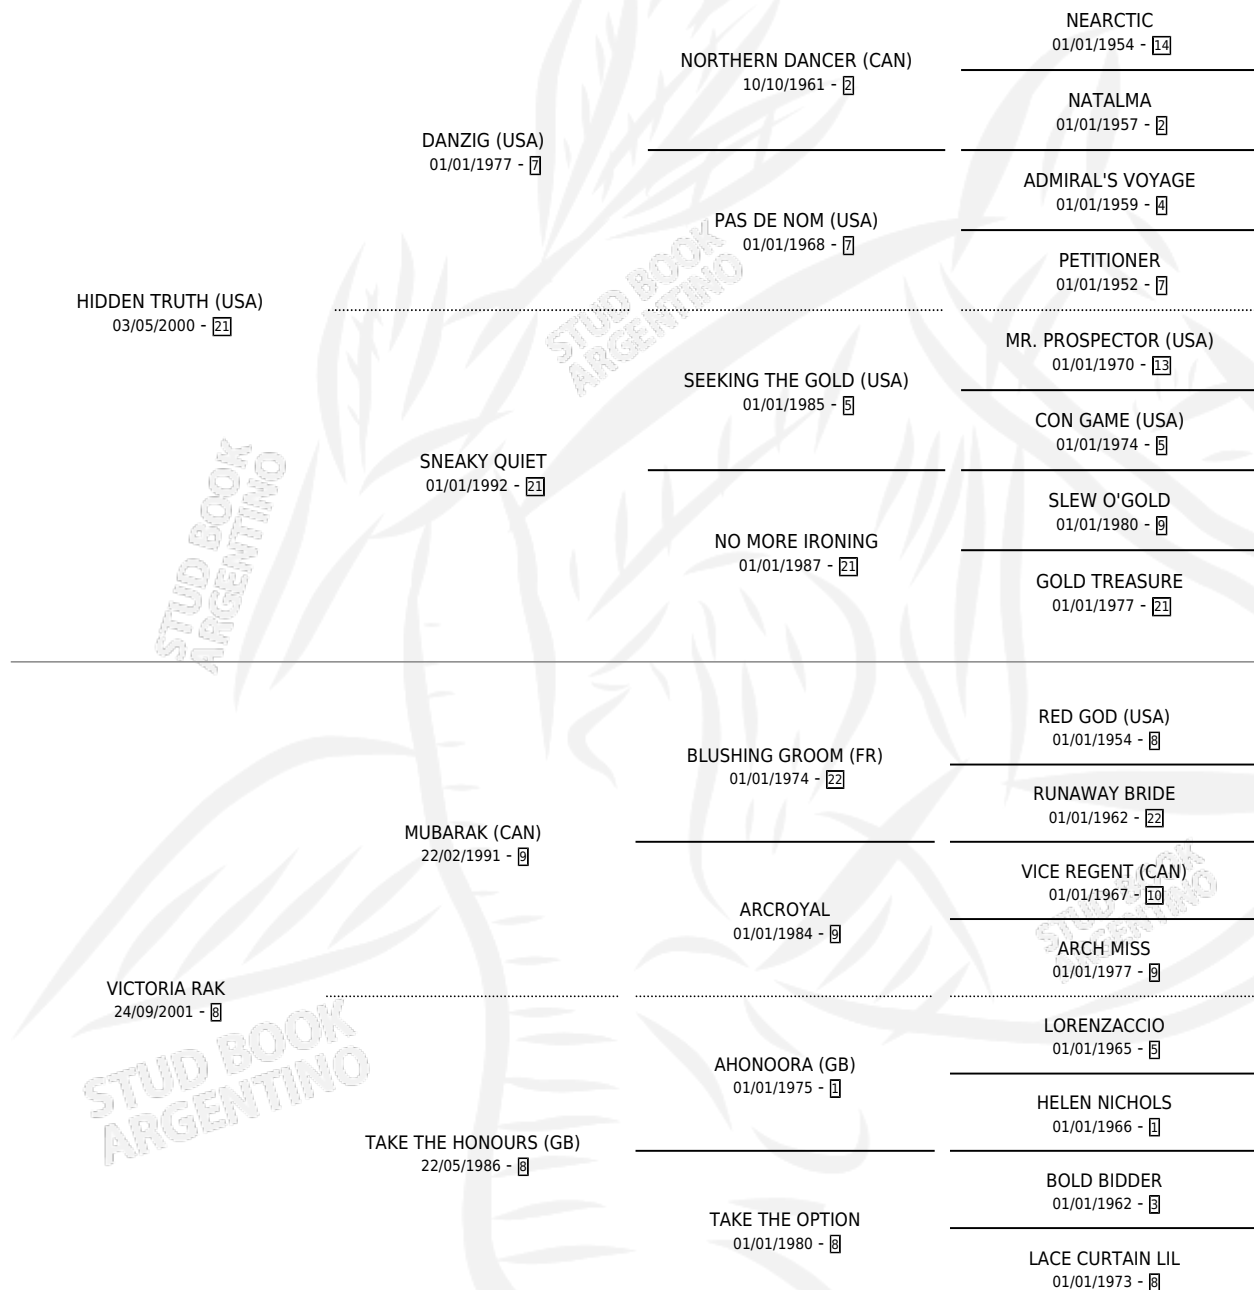 NEARCTIC
01/01/1954 - 14
NORTHERN DANCER (CAN)
10/10/1961 - 2
NATALMA
01/01/1957 - 2
DANZIG (USA)
01/01/1977 - 7
ADMIRAL'S VOYAGE
01/01/1959 - 4
PAS DE NOM (USA)
01/01/1968 - 7
PETITIONER
01/01/1952 - 7
HIDDEN TRUTH (USA)
03/05/2000 - 21
MR. PROSPECTOR (USA)
01/01/1970 - 13
SEEKING THE GOLD (USA)
01/01/1985 - 5
CON GAME (USA)
01/01/1974 - 5
SNEAKY QUIET
01/01/1992 - 21
SLEW O'GOLD
01/01/1980 - 9
NO MORE IRONING
01/01/1987 - 21
GOLD TREASURE
01/01/1977 - 21
STUD BOOK
ARGENTINO
STUD BOOK
ARGENTINO
RED GOD (USA)
01/01/1954 - 8
BLUSHING GROOM (FR)
01/01/1974 - 22
RUNAWAY BRIDE
01/01/1962 - 22
MUBARAK (CAN)
22/02/1991 - 9
VICE REGENT (CAN)
01/01/1967 - 10
ARCROYAL
01/01/1984 - 9
ARCH MISS
01/01/1977 - 9
VICTORIA RAK
24/09/2001 - 8
LORENZACCIO
01/01/1965 - 5
AHONOORA (GB)
01/01/1975 - 1
HELEN NICHOLS
01/01/1966 - 1
TAKE THE HONOURS (GB)
22/05/1986 - 8
BOLD BIDDER
01/01/1962 - 3
TAKE THE OPTION
01/01/1980 - 8
LACE CURTAIN LIL
01/01/1973 - 8
STUD BOOK
ARGENTINO
STUD BOOK
ARGENTINO